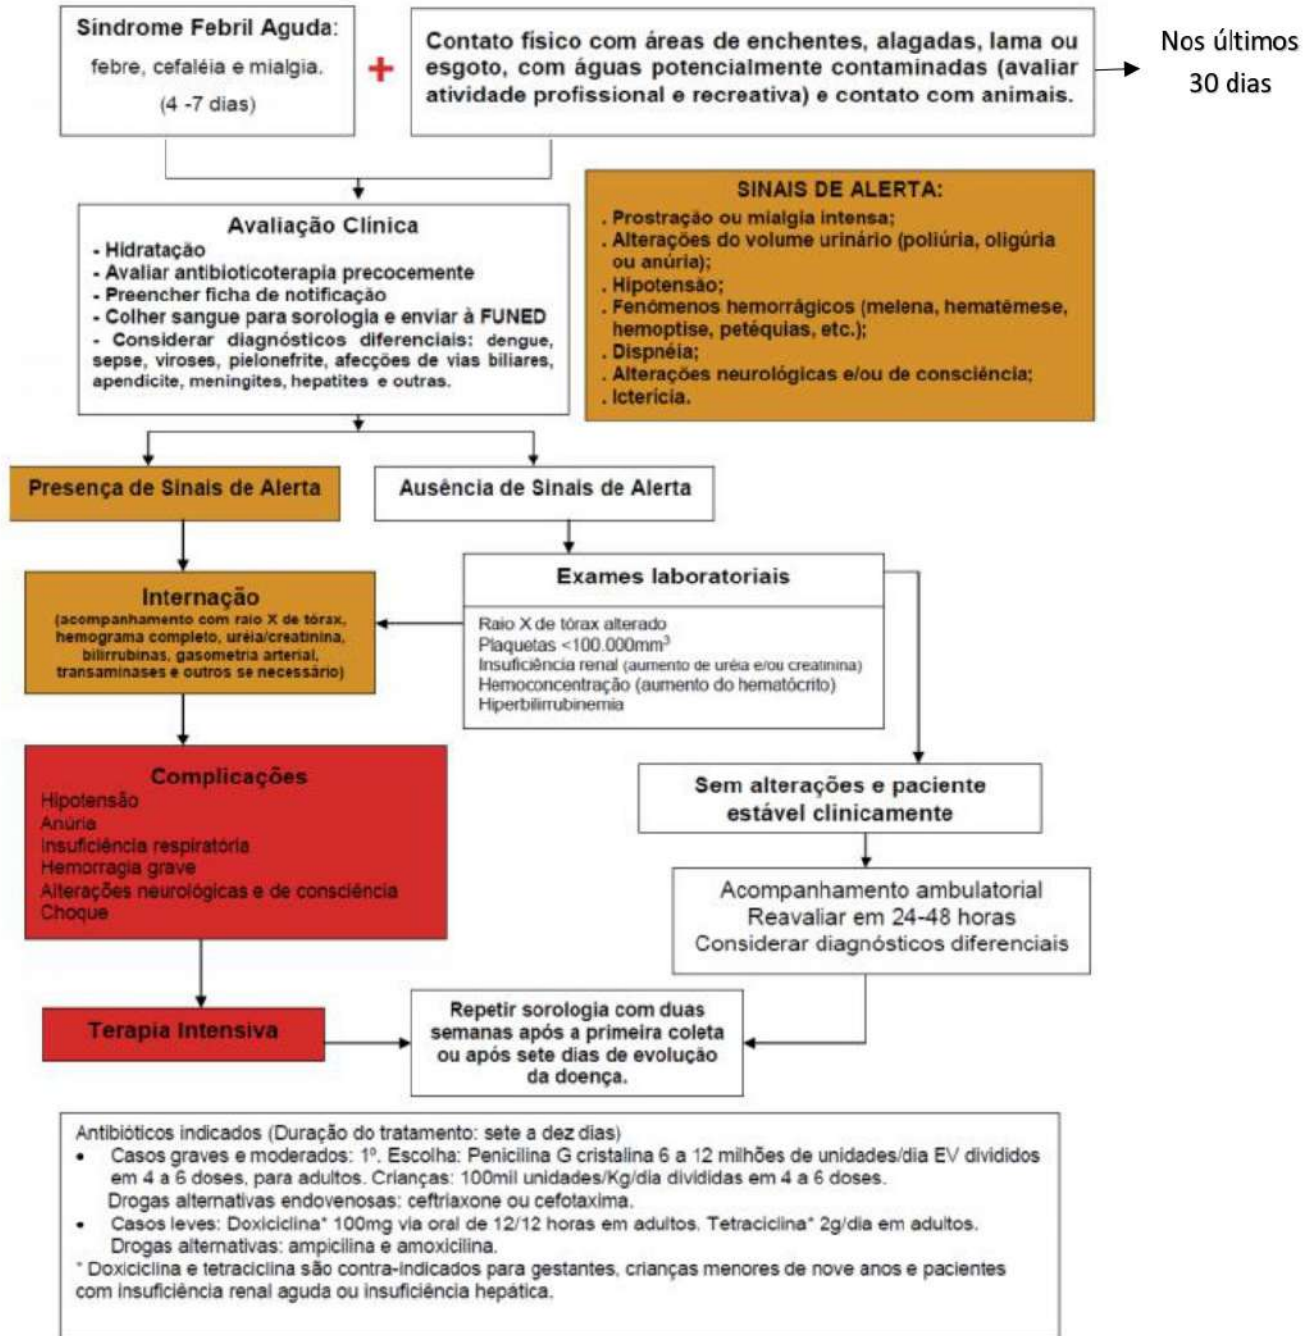 Síndrome Febril Aguda:
febre, cefaléia e mialgia.
(4 -7 dias)
+
Contato físico com áreas de enchentes, alagadas, lama ou
esgoto, com águas potencialmente contaminadas (avaliar
atividade profissional e recreativa) e contato com animais.
Nos últimos
30 dias
Avaliação Clínica
- Hidratação
- Avaliar antibioticoterapia precocemente
- Preencher ficha de notificação
- Colher sangue para sorologia e enviar à FUNED
- Considerar diagnósticos diferenciais: dengue,
sepse, viroses, pielonefrite, afecções de vias biliares,
apendicite, meningites, hepatites e outras.
SINAIS DE ALERTA:
. Prostração ou mialgia intensa;
. Alterações do volume urinário (poliúria, oligúria
ou anúria);
. Hipotensão;
. Fenómenos hemorrágicos (melena, hematêmese,
hemoptise, petéquias, etc.);
. Dispnéia;
. Alterações neurológicas e/ou de consciência;
. Icterícia.
Presença de Sinais de Alerta
Ausência de Sinais de Alerta
Internação
(acompanhamento com raio X de tórax,
hemograma completo, uréia/creatinina,
bilirrubinas, gasometria arterial,
transaminases e outros se necessário)
Exames laboratoriais
Raio X de tórax alterado
Plaquetas <100.000mm³
Insuficiência renal (aumento de uréia e/ou creatinina)
Hemoconcentração (aumento do hematócrito)
Hiperbilirrubinemia
Complicações
Hipotensão
Anúria
Insuficiência respiratória
Hemorragia grave
Alterações neurológicas e de consciência
Choque
Sem alterações e paciente
estável clinicamente
Acompanhamento ambulatorial
Reavaliar em 24-48 horas
Considerar diagnósticos diferenciais
Terapia Intensiva
Repetir sorologia com duas
semanas após a primeira coleta
ou após sete dias de evolução
da doença.
Antibióticos indicados (Duração do tratamento: sete a dez dias)
• Casos graves e moderados: 1º. Escolha: Penicilina G cristalina 6 a 12 milhões de unidades/dia EV divididos
em 4 a 6 doses, para adultos. Crianças: 100mil unidades/Kg/dia divididas em 4 a 6 doses.
Drogas alternativas endovenosas: ceftriaxone ou cefotaxima.
• Casos leves: Doxiciclina* 100mg via oral de 12/12 horas em adultos. Tetraciclina* 2g/dia em adultos.
Drogas alternativas: ampicilina e amoxicilina.
* Doxiciclina e tetraciclina são contra-indicados para gestantes, crianças menores de nove anos e pacientes
com insuficiência renal aguda ou insuficiência hepática.